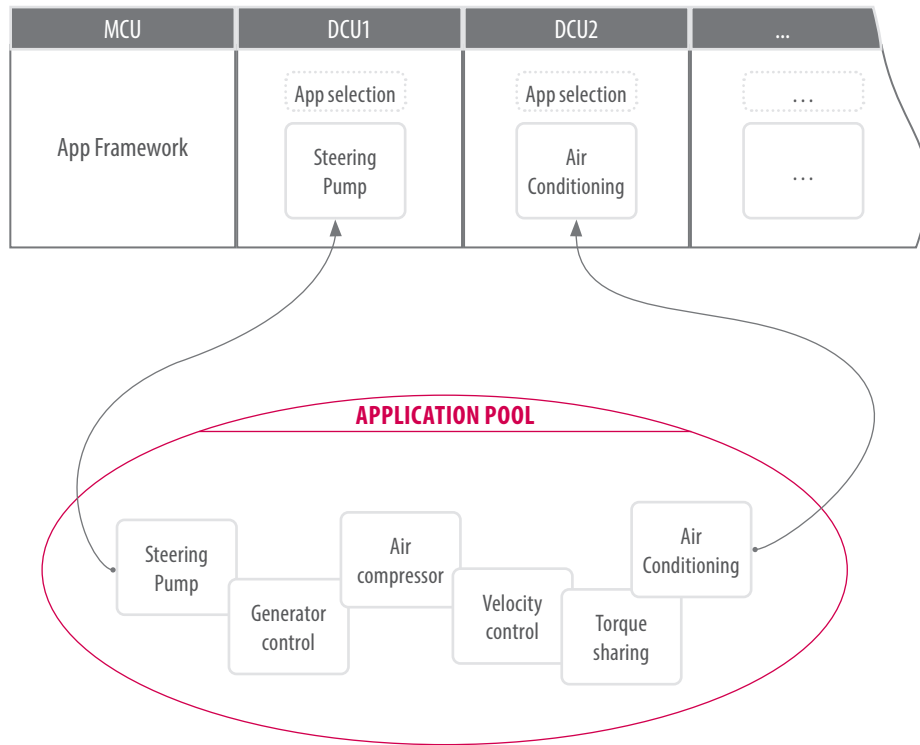 MCU
DCU1
DCU2
...
App Framework
App selection
Steering
Pump
App selection
Air
Conditioning
...
...
APPLICATION POOL
Steering
Pump
Generator
control
Air
compressor
Velocity
control
Torque
sharing
Air
Conditioning